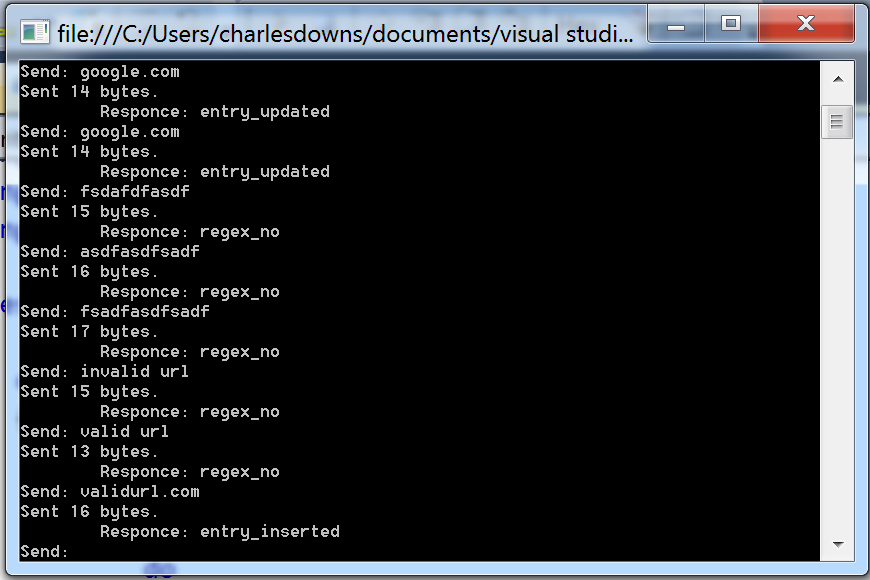 file:///C:/Users/charlesdowns/documents/visual studi...
Send: google.com
Sent 14 bytes.
Responce: entry_updated
Send: google.com
Sent 14 bytes.
Responce: entry_updated
Send: fsdafdfasdf
Sent 15 bytes.
Responce: regex_no
Send: asdfasdfsadf
Sent 16 bytes.
Responce: regex_no
Send: fsadfasdfsadf
Sent 17 bytes.
Responce: regex_no
Send: invalid url
Sent 15 bytes.
Responce: regex_no
Send: valid url
Sent 13 bytes.
Responce: regex_no
Send: validurl.com
Sent 16 bytes.
Responce: entry_inserted
Send: